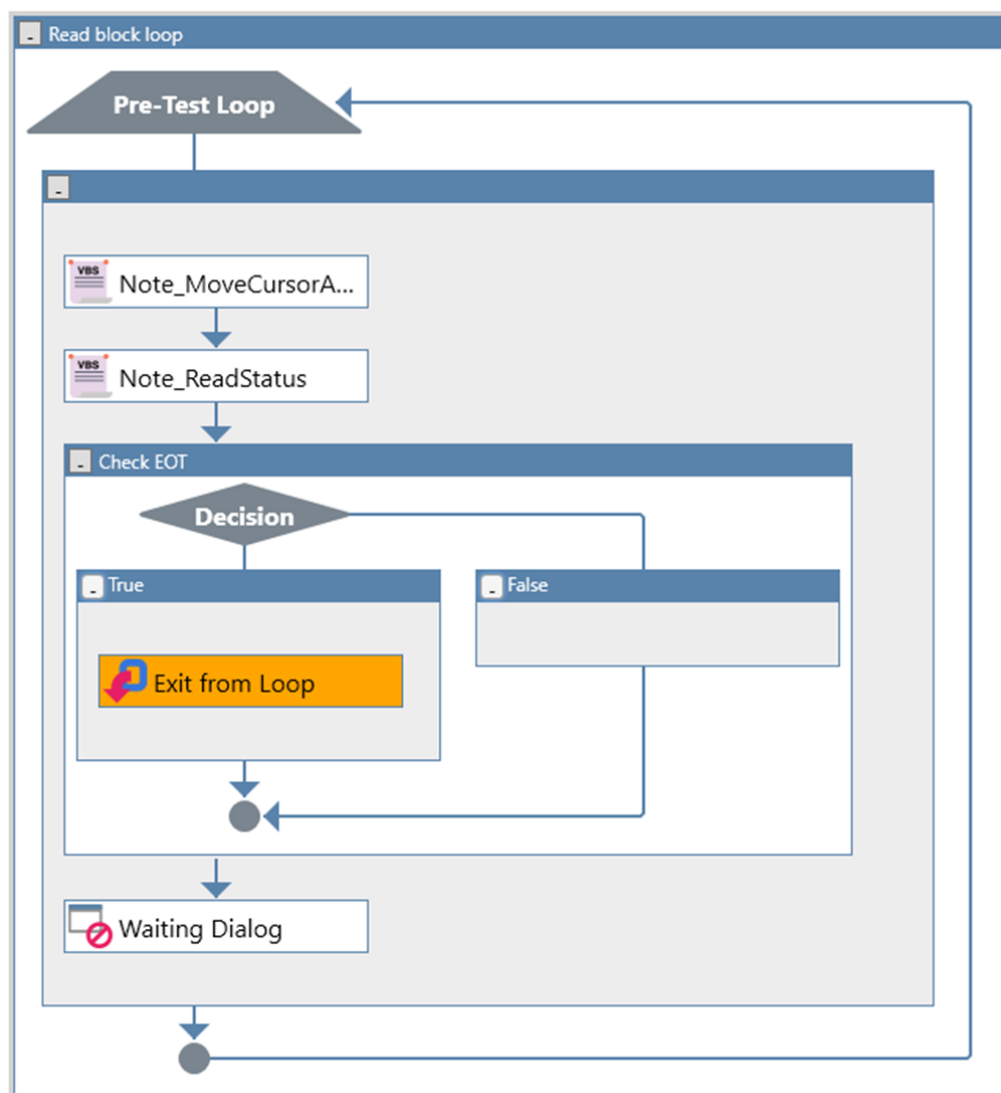 Read block loop
Pre-Test Loop
VBS
Note_MoveCursorA...
VBS
Note_ReadStatus
Check EOT
Decision
True
False
Exit from Loop
Waiting Dialog